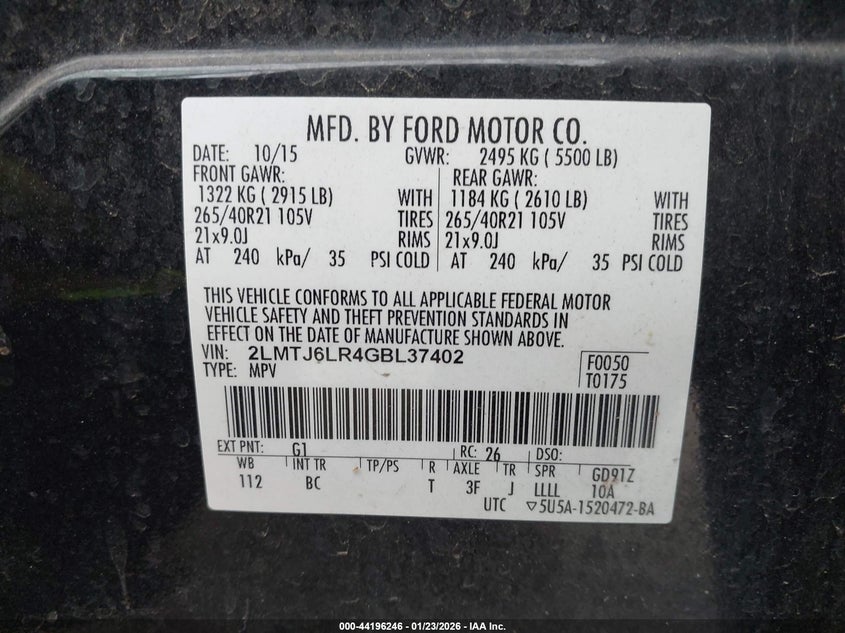 MFD. BY FORD MOTOR CO.
DATE: 10/15 GVWR: 2495 KG ( 5500 LB)
FRONT GAWR: REAR GAWR:
1322 KG ( 2915 LB) WITH 1184 KG ( 2610 LB) WITH
265/40R21 105V TIRES 265/40R21 105V TIRES
21x9.0J RIMS 21x9.0J RIMS
AT 240 kPa/ 35 PSI COLD AT 240 kPa/ 35 PSI COLD
THIS VEHICLE CONFORMS TO ALL APPLICABLE FEDERAL MOTOR
VEHICLE SAFETY AND THEFT PREVENTION STANDARDS IN
EFFECT ON THE DATE OF MANUFACTURE SHOWN ABOVE.
VIN: 2LMTJ6LR4GBL37402 F0050
TYPE: MPV T0175
EXT PNT: G1 RC: 26 DSO:
WB INT TR TP/PS R AXLE TR SPR GD91Z
112 BC T 3F J LLLL 10A
UTC ▽5U5A-1520472-BA
000-44196246 - 01/23/2026 - IAA Inc.